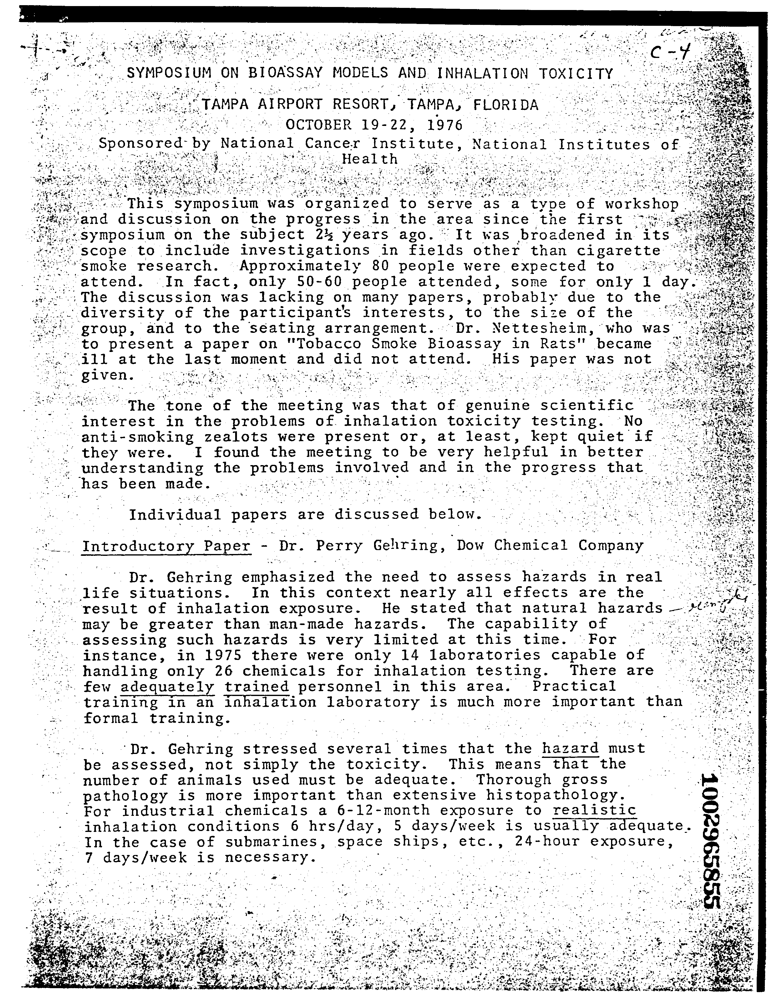 C-4
SYMPOSIUM ON BIOASSAY MODELS AND INHALATION TOXICITY
TAMPA AIRPORT RESORT, TAMPA, FLORIDA
OCTOBER 19-22, 1976
Sponsored by National Cancer Institute, National Institutes of
Health
This symposium was organized to serve as a type of workshop
and discussion on the progress in the area since the first
symposium on the subject 2½ years ago. It was broadened in its
scope to include investigations in fields other than cigarette
smoke research. Approximately 80 people were expected to
attend. In fact, only 50-60 people attended, some for only 1 day.
The discussion was lacking on many papers, probably due to the
diversity of the participant's interests, to the size of the
group, and to the seating arrangement. Dr. Nettesheim, who was
to present a paper on "Tobacco Smoke Bioassay in Rats" became
ill at the last moment and did not attend. His paper was not
given.
The tone of the meeting was that of genuine scientific
interest in the problems of inhalation toxicity testing. No
anti-smoking zealots were present or, at least, kept quiet if
they were. I found the meeting to be very helpful in better
understanding the problems involved and in the progress that
has been made.
Individual papers are discussed below.
Introductory Paper - Dr. Perry Gehring, Dow Chemical Company
Dr. Gehring emphasized the need to assess hazards in real
life situations. In this context nearly all effects are the
result of inhalation exposure. He stated that natural hazards
may be greater than man-made hazards. The capability of
assessing such hazards is very limited at this time. For
instance, in 1975 there were only 14 laboratories capable of
handling only 26 chemicals for inhalation testing. There are
few adequately trained personnel in this area. Practical
training in an inhalation laboratory is much more important than
formal training.
Dr. Gehring stressed several times that the hazard must
be assessed, not simply the toxicity. This means that the
number of animals used must be adequate. Thorough gross
pathology is more important than extensive histopathology.
For industrial chemicals a 6-12-month exposure to realistic
inhalation conditions 6 hrs/day, 5 days/week is usually adequate.
In the case of submarines, space ships, etc., 24-hour exposure,
7 days/week is necessary.
1002965855